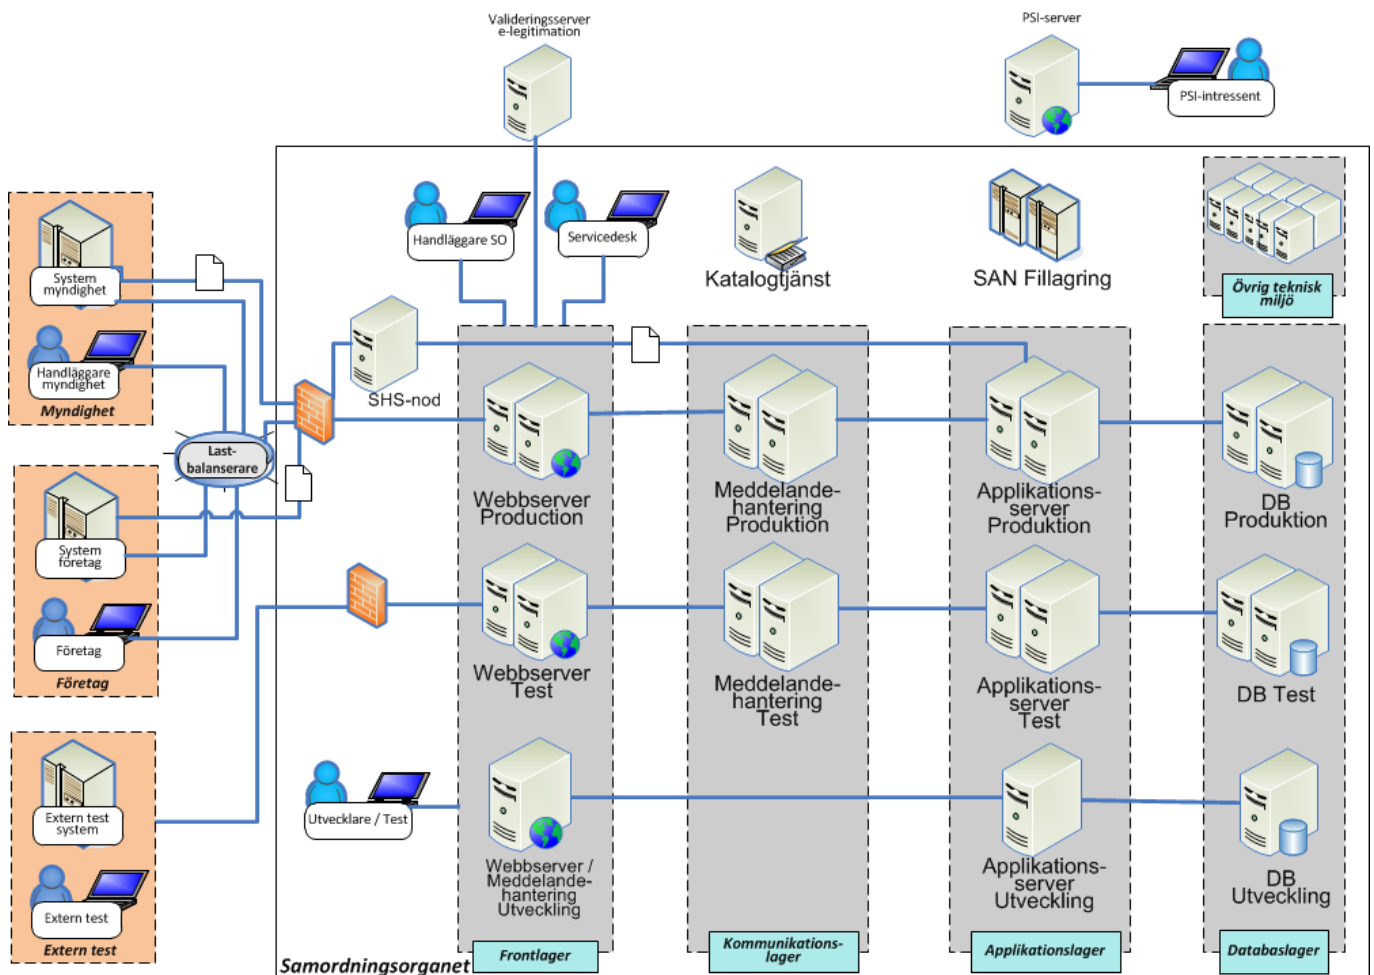 Valideringsserver
e-legitimation
PSI-server
PSI-intressent
Handläggare SO
Servicedesk
Katalogtjänst
SAN Fillagring
Övrig teknisk
miljö
System
myndighet
Handläggare
myndighet
Myndighet
SHS-nod
Last-
balanserare
System
företag
Företag
Företag
Extern test
system
Extern test
Extern test
Webbserver
Production
Meddelande-
hantering
Produktion
Applikations-
server
Produktion
DB
Produktion
Webbserver
Test
Meddelande-
hantering
Test
Applikations-
server
Test
DB Test
Utvecklare / Test
Webbserver /
Meddelande-
hantering
Utveckling
Applikations-
server
Utveckling
DB
Utveckling
Samordningsorganet
Frontlager
Kommunikations-
lager
Applikationslager
Databaslager